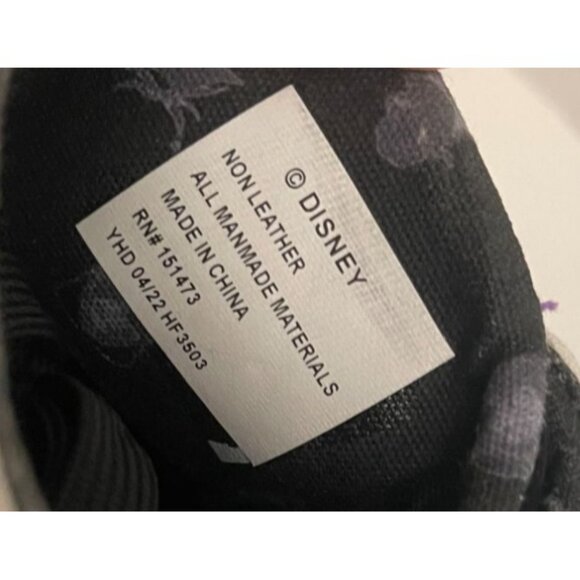 © DISNEY
NON LEATHER
ALL MANMADE MATERIALS
MADE IN CHINA
RN# 151473
YHD 04/22 HF3503